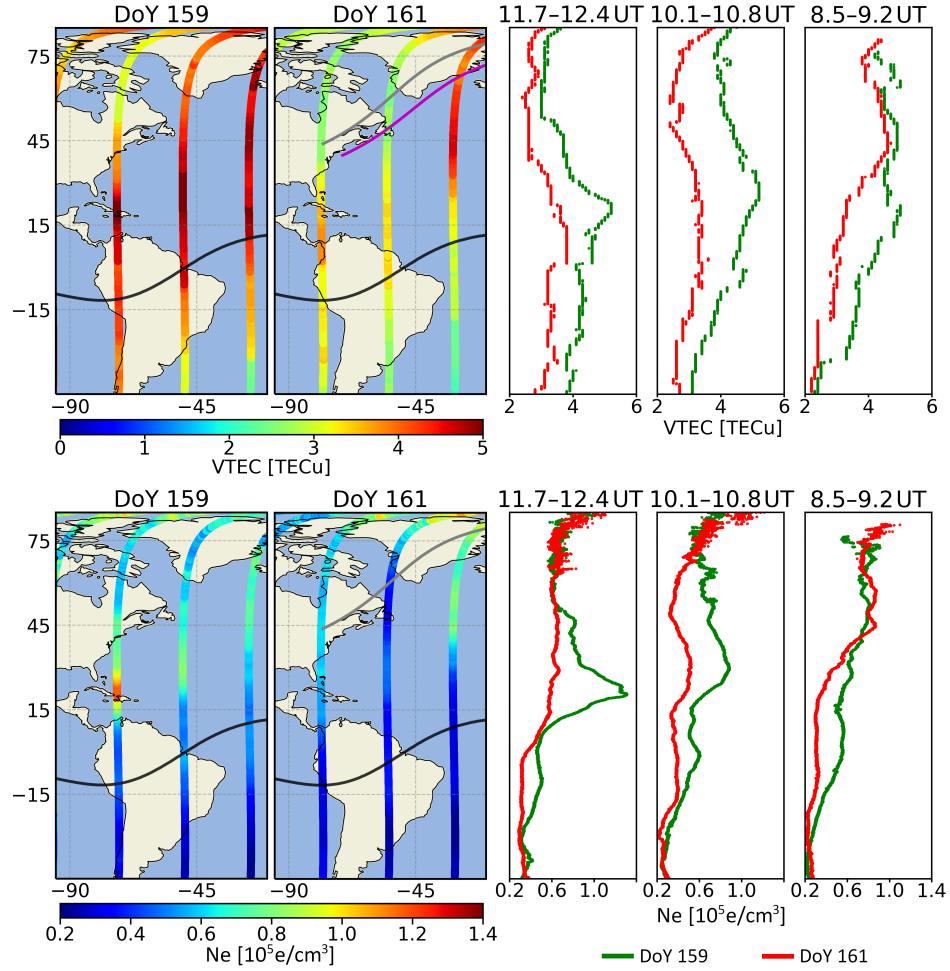 DoY 159 DoY 161 11.7–12.4 UT 10.1–10.8 UT 8.5–9.2 UT
75
45
15
−15
−90 −45 −90 −45 2 4 6 2 4 6 2 4 6
0 1 2 3 4 5
VTEC [TECu] VTEC [TECu]
DoY 159 DoY 161 11.7–12.4 UT 10.1–10.8 UT 8.5–9.2 UT
75
45
15
−15
−90 −45 −90 −45 0.2 0.6 1.0 0.2 0.6 1.0 0.2 0.6 1.0 1.4
Ne [10⁵e/cm³]
0.2 0.4 0.6 0.8 1.0 1.2 1.4
Ne [10⁵e/cm³] DoY 159 DoY 161